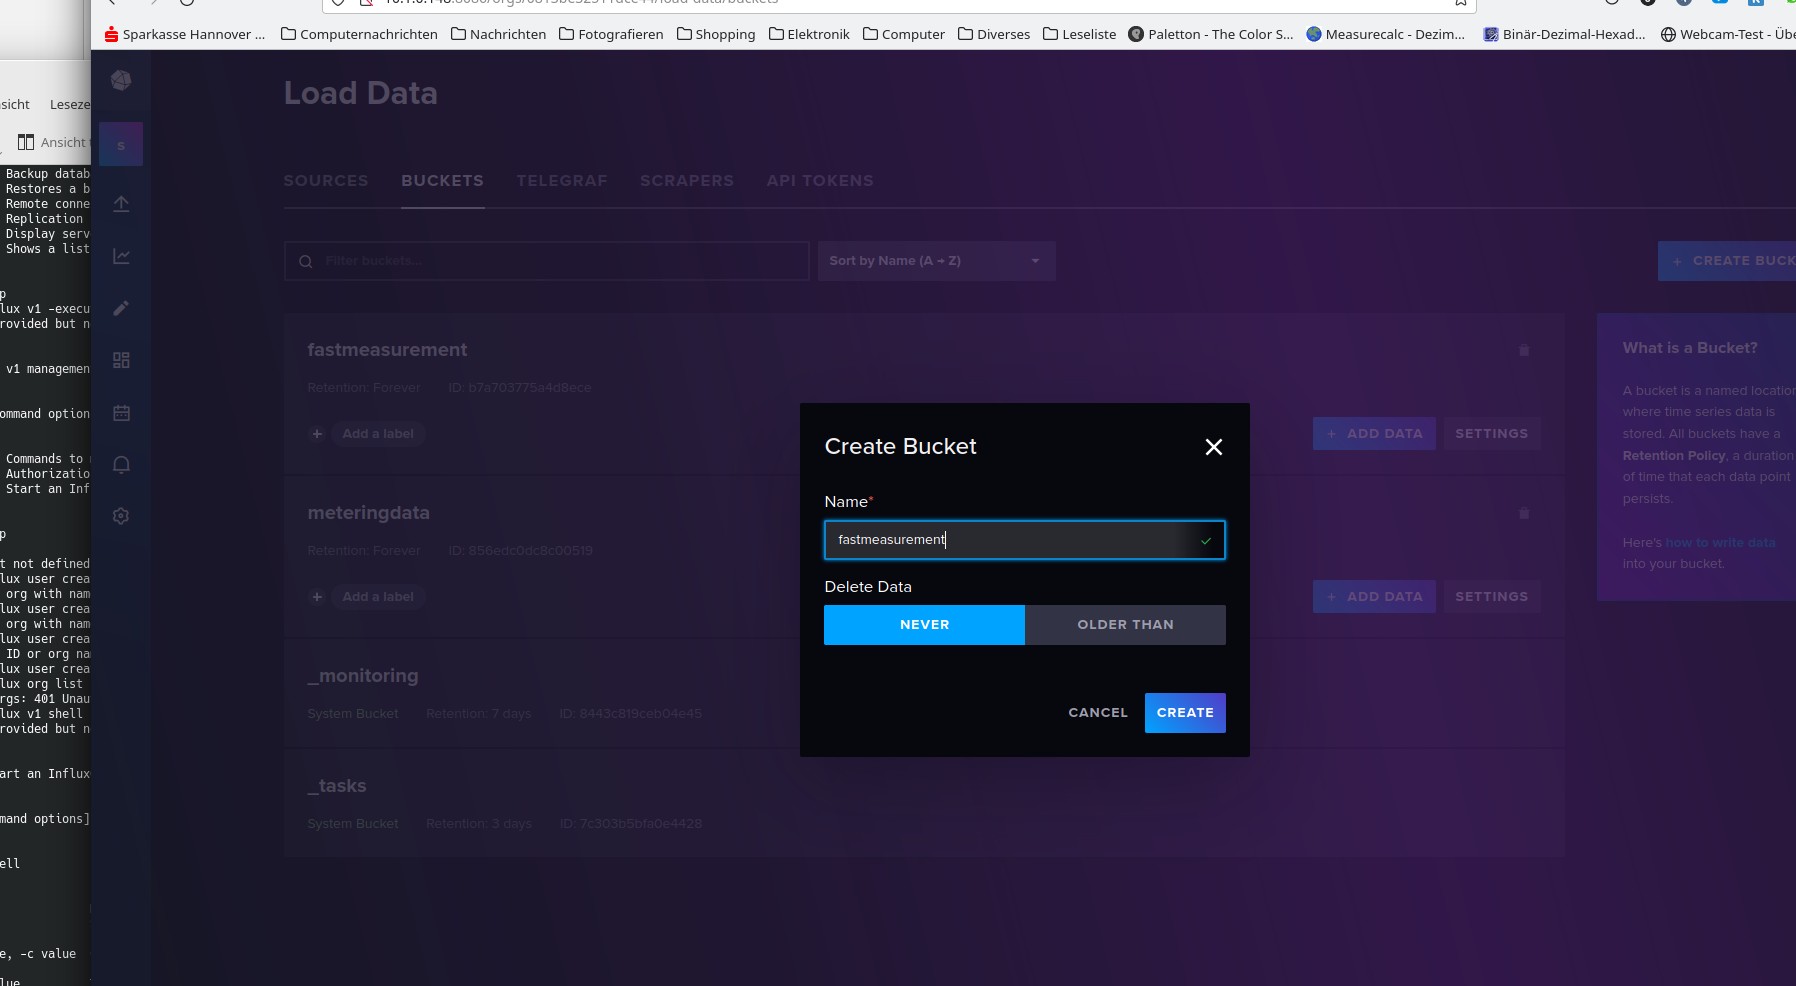 Sparkasse Hannover ...
Computernachrichten
Nachrichten
Fotografieren
Shopping
Elektronik
Computer
Diverses
Leseliste
Paletton - The Color S...
Measurecalc - Dezim...
Binär-Dezimal-Hexad...
Webcam-Test - Übe
sicht Leseze
Ansicht
Backup datab
Restores a b
Remote conne
Replication
Display serv
Shows a list
p
lux v1 -execu
rovided but n
v1 managemen
ommand option
Commands to
Authorizatio
Start an Inf
p
t not defined
lux user crea
org with nam
lux user crea
org with nam
lux user crea
ID or org na
lux user crea
lux org list
rgs: 401 Unau
lux v1 shell
rovided but n
art an Influx
mand options]
ell
e, -c value
lue
s
Load Data
SOURCES
BUCKETS
TELEGRAF
SCRAPERS
API TOKENS
Filter buckets...
Sort by Name (A → Z)
+ CREATE BUCK
fastmeasurement
Retention: Forever
ID: b7a703775a4d8ece
+ Add a label
+ ADD DATA
SETTINGS
meteringdata
Retention: Forever
ID: 856edc0dc8c00519
+ Add a label
+ ADD DATA
SETTINGS
_monitoring
System Bucket
Retention: 7 days
ID: 8443c819ceb04e45
_tasks
System Bucket
Retention: 3 days
ID: 7c303b5bfa0e4428
What is a Bucket?
A bucket is a named location
where time series data is
stored. All buckets have a
Retention Policy, a duration
of time that each data point
persists.
Here's how to write data
into your bucket.
Create Bucket
Name*
fastmeasurement
Delete Data
NEVER
OLDER THAN
CANCEL
CREATE